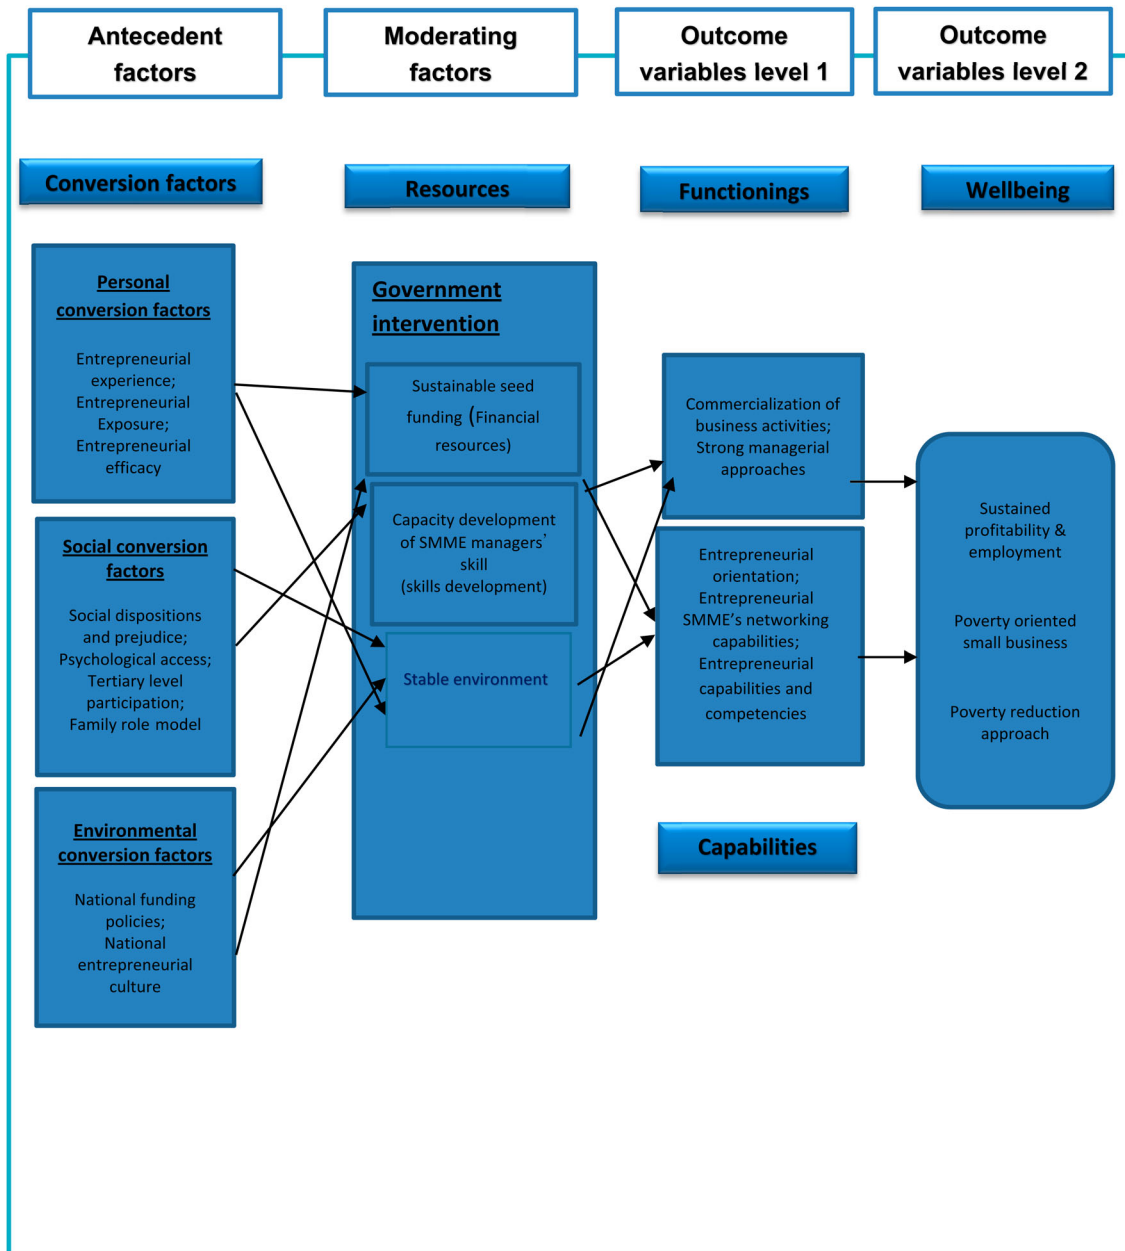 Antecedent
factors
Moderating
factors
Outcome
variables level 1
Outcome
variables level 2
Conversion factors
Resources
Functionings
Wellbeing
Personal
conversion factors
Entrepreneurial
experience;
Entrepreneurial
Exposure;
Entrepreneurial
efficacy
Social conversion
factors
Social dispositions
and prejudice;
Psychological access;
Tertiary level
participation;
Family role model
Environmental
conversion factors
National funding
policies;
National
entrepreneurial
culture
Government
intervention
Sustainable seed
funding (Financial
resources)
Capacity development
of SMME managers’
skill
(skills development)
Stable environment
Commercialization of
business activities;
Strong managerial
approaches
Entrepreneurial
orientation;
Entrepreneurial
SMME’s networking
capabilities;
Entrepreneurial
capabilities and
competencies
Capabilities
Sustained
profitability &
employment
Poverty oriented
small business
Poverty reduction
approach